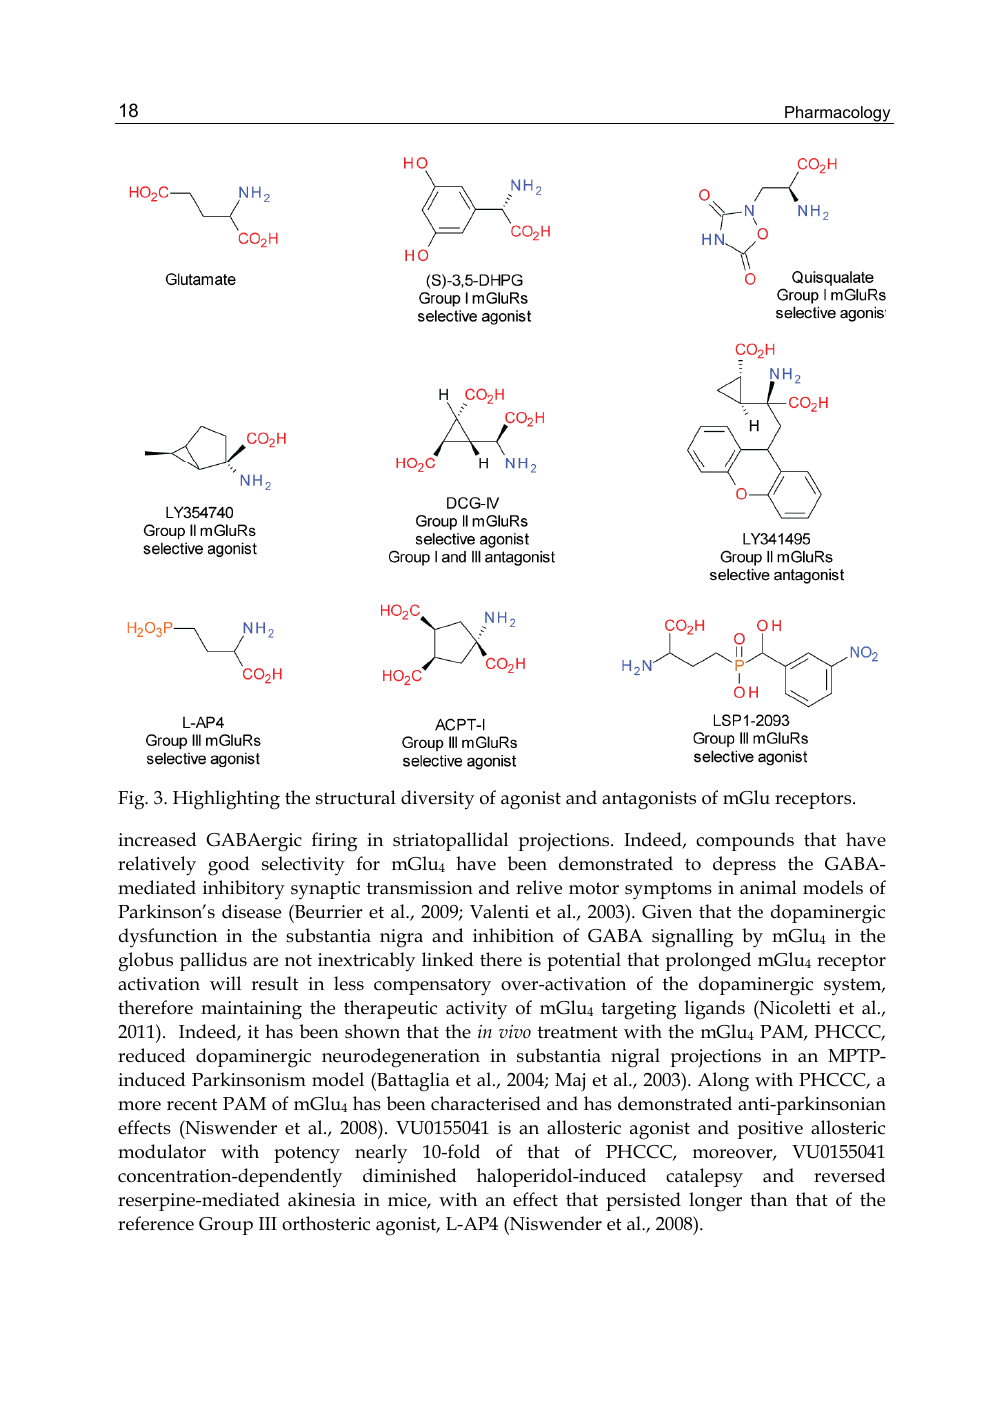 18
Pharmacology
HO2C
NH2
CO2H
Glutamate
HO
NH2
CO2H
HO
(S)-3,5-DHPG
Group I mGluRs
selective agonist
CO2H
O
N
NH2
HN
O
O
Quisqualate
Group I mGluRs
selective agonis
CO2H
NH2
LY354740
Group II mGluRs
selective agonist
H
CO2H
CO2H
HO2C
H
NH2
DCG-IV
Group II mGluRs
selective agonist
Group I and III antagonist
CO2H
NH2
CO2H
H
O
LY341495
Group II mGluRs
selective antagonist
H2O3P
NH2
CO2H
L-AP4
Group III mGluRs
selective agonist
HO2C
NH2
HO2C
CO2H
ACPT-I
Group III mGluRs
selective agonist
CO2H
O
OH
H2N
P
NO2
OH
LSP1-2093
Group III mGluRs
selective agonist
Fig. 3. Highlighting the structural diversity of agonist and antagonists of mGlu receptors.
increased GABAergic firing in striatopallidal projections. Indeed, compounds that have
relatively good selectivity for mGlu4 have been demonstrated to depress the GABA-
mediated inhibitory synaptic transmission and relive motor symptoms in animal models of
Parkinson's disease (Beurrier et al., 2009; Valenti et al., 2003). Given that the dopaminergic
dysfunction in the substantia nigra and inhibition of GABA signalling by mGlu4 in the
globus pallidus are not inextricably linked there is potential that prolonged mGlu4 receptor
activation will result in less compensatory over-activation of the dopaminergic system,
therefore maintaining the therapeutic activity of mGlu4 targeting ligands (Nicoletti et al.,
2011). Indeed, it has been shown that the in vivo treatment with the mGlu4 PAM, PHCCC,
reduced dopaminergic neurodegeneration in substantia nigral projections in an MPTP-
induced Parkinsonism model (Battaglia et al., 2004; Maj et al., 2003). Along with PHCCC, a
more recent PAM of mGlu4 has been characterised and has demonstrated anti-parkinsonian
effects (Niswender et al., 2008). VU0155041 is an allosteric agonist and positive allosteric
modulator with potency nearly 10-fold of that of PHCCC, moreover, VU0155041
concentration-dependently diminished haloperidol-induced catalepsy and reversed
reserpine-mediated akinesia in mice, with an effect that persisted longer than that of the
reference Group III orthosteric agonist, L-AP4 (Niswender et al., 2008).